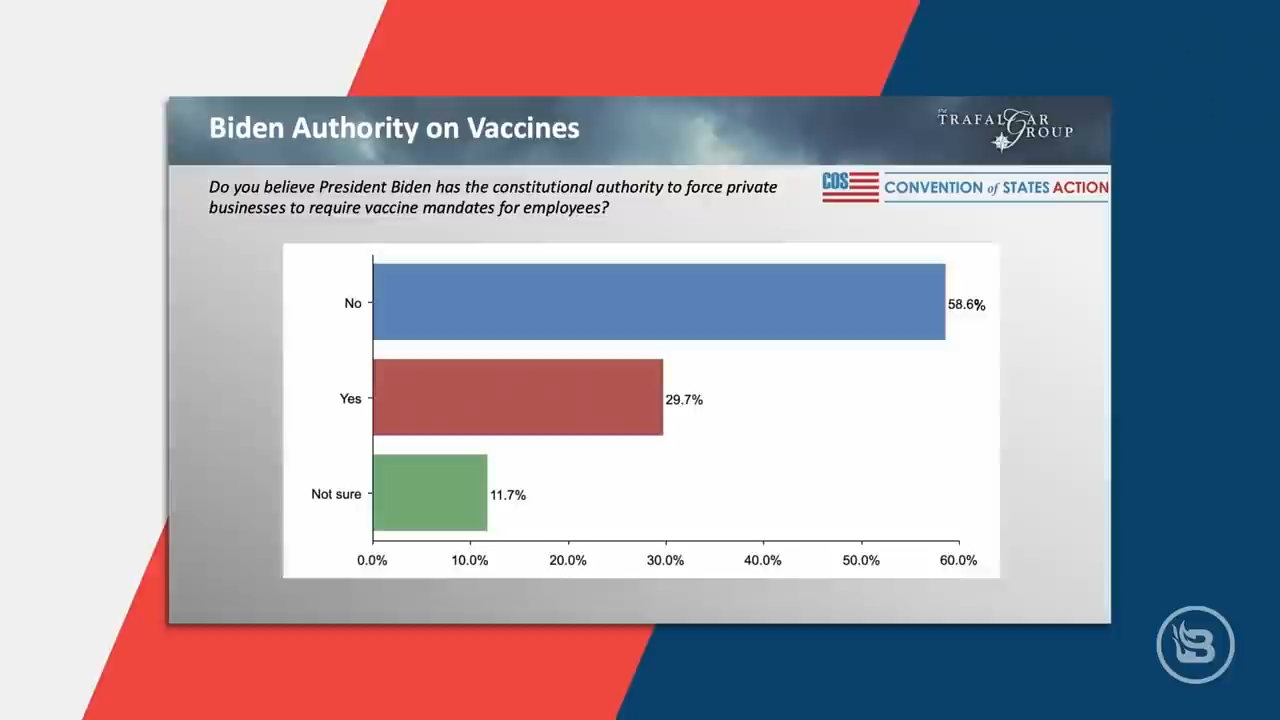 Biden Authority on Vaccines
The
TRAFALGAR
GROUP
Do you believe President Biden has the constitutional authority to force private
businesses to require vaccine mandates for employees?
COS
CONVENTION of STATES ACTION
No
58.6%
Yes
29.7%
Not sure
11.7%
0.0% 10.0% 20.0% 30.0% 40.0% 50.0% 60.0%
B